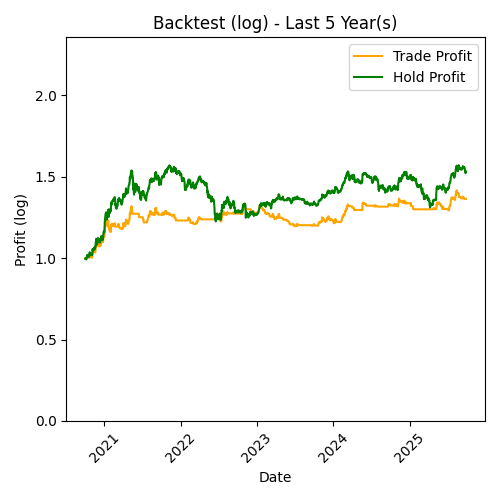 Backtest (log) - Last 5 Year(s)
Trade Profit
Hold Profit
Profit (log)
2.0
1.5
1.0
0.5
0.0
2021
2022
2023
2024
2025
Date